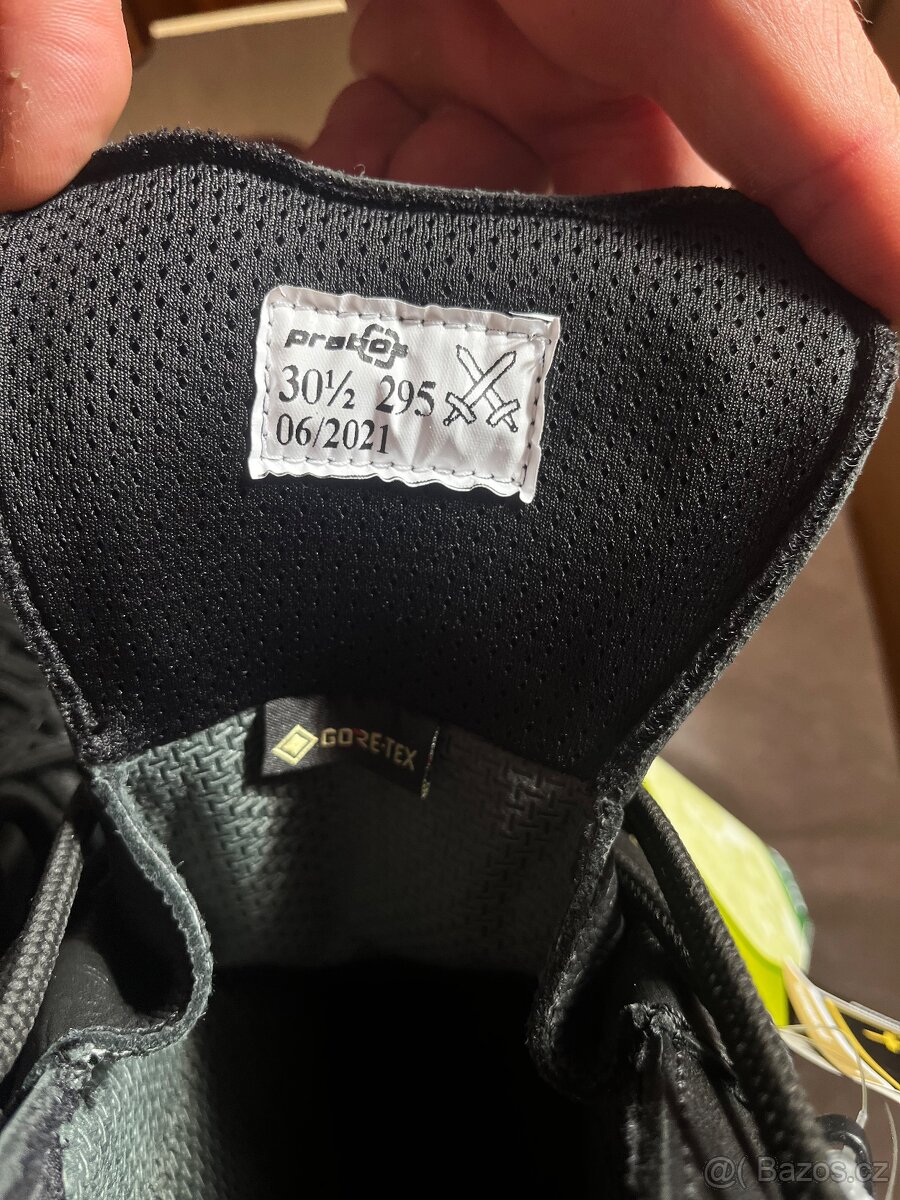 prabos
30½ 295
06/2021
GORE-TEX
@( Bazos.cz